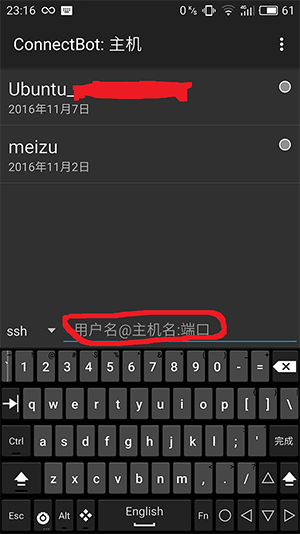 23:16 0 K/s 4G 61
ConnectBot: 主机
Ubuntu_
2016年11月7日
meizu
2016年11月2日
ssh 用户名@主机名:端口
` 1 2 3 4 5 6 7 8 9 0 - =
q w e r t y u i o p [ ] \
Ctrl a s d f g h j k l ; ' 完成
z x c v b n m , . /
Esc Alt English Fn